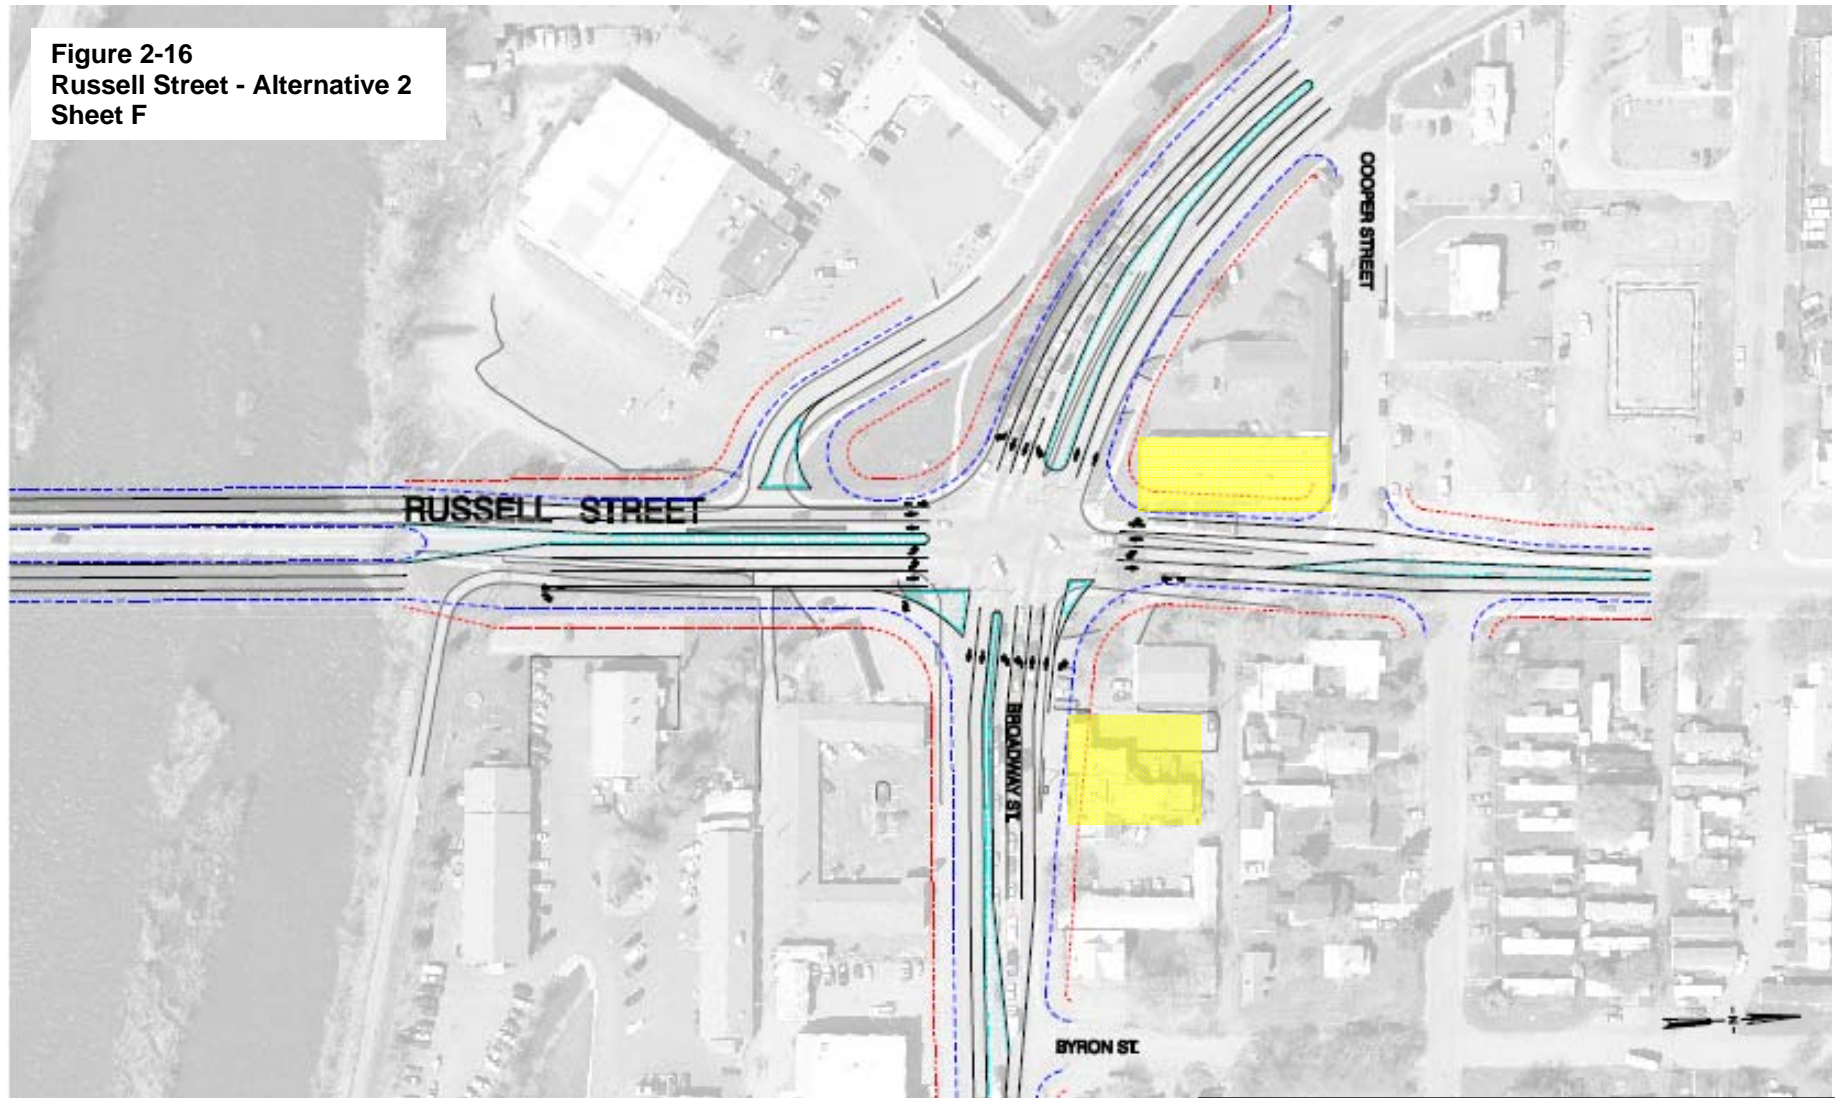 Figure 2-16
Russell Street - Alternative 2
Sheet F
COOPER STREET
RUSSELL STREET
BROADWAY ST.
BYRON ST.
N